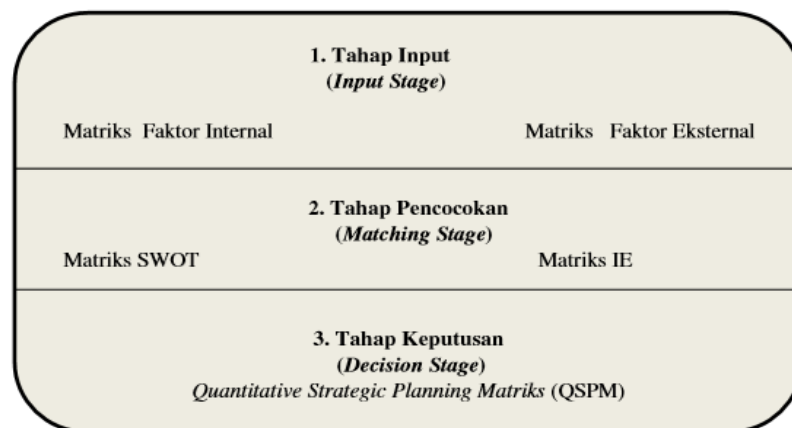 1. Tahap Input
(Input Stage)
Matriks Faktor Internal Matriks Faktor Eksternal
2. Tahap Pencocokan
(Matching Stage)
Matriks SWOT Matriks IE
3. Tahap Keputusan
(Decision Stage)
Quantitative Strategic Planning Matriks (QSPM)